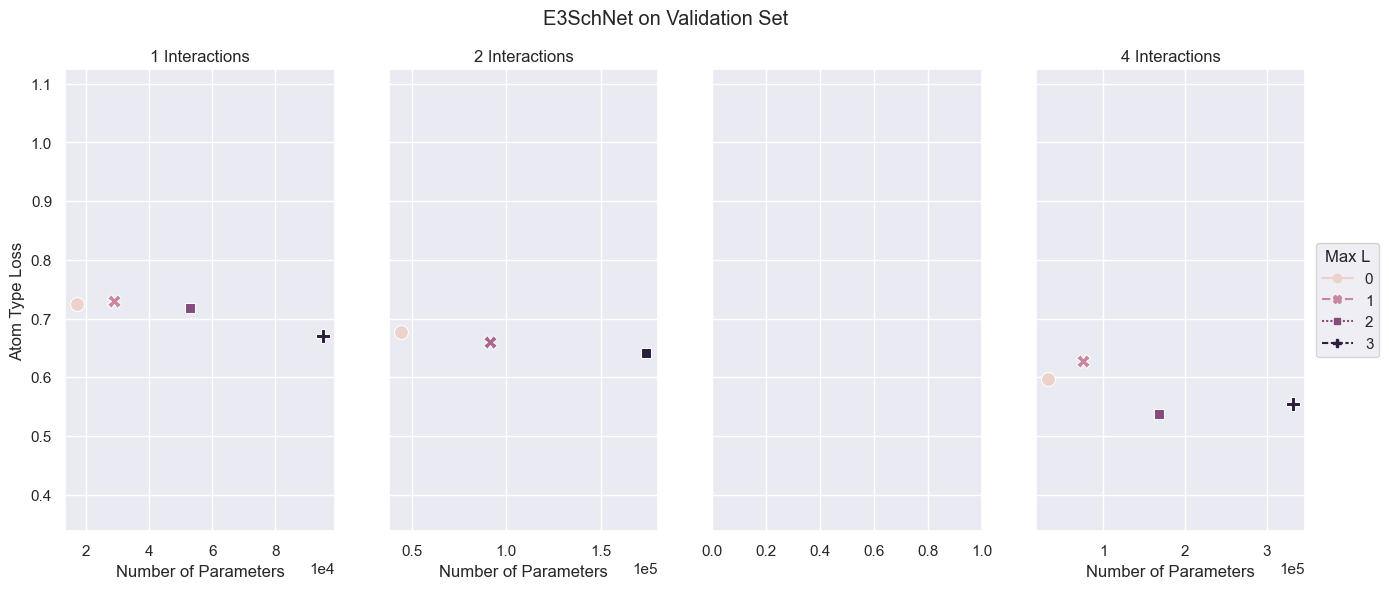 E3SchNet on Validation Set
1 Interactions
2 Interactions
4 Interactions
Atom Type Loss
1.1
1.0
0.9
0.8
0.7
0.6
0.5
0.4
2 4 6 8
1e4
Number of Parameters
0.5 1.0 1.5
1e5
Number of Parameters
0.0 0.2 0.4 0.6 0.8 1.0
1 2 3
1e5
Number of Parameters
Max L
0
1
2
3